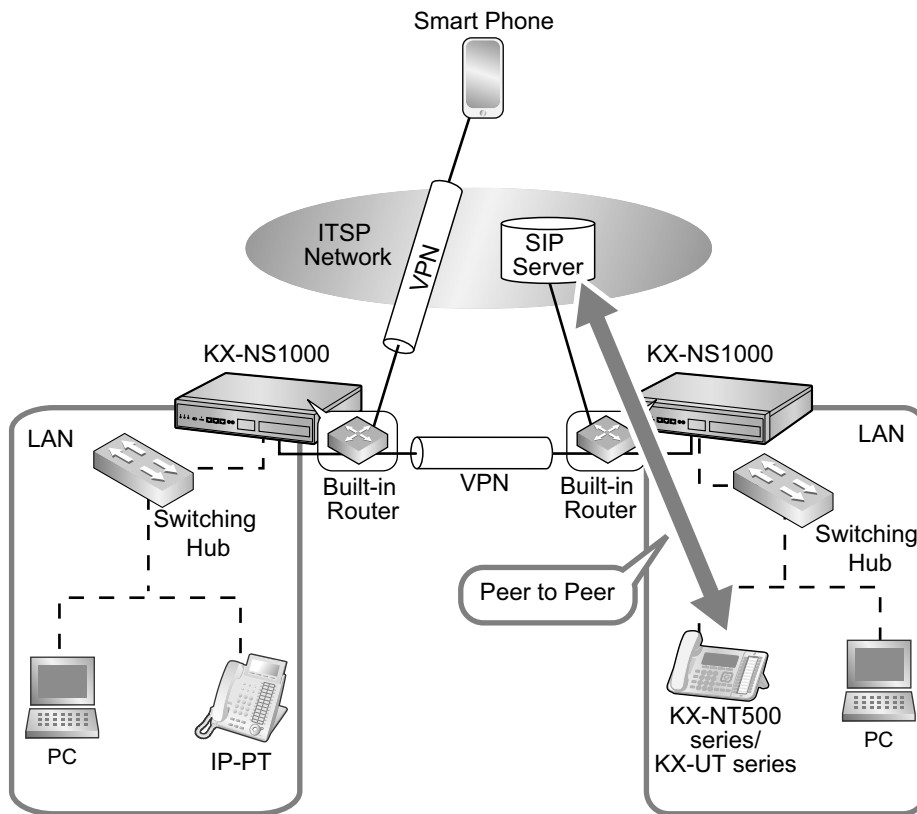 Smart Phone
ITSP
Network
VPN
SIP
Server
KX-NS1000
KX-NS1000
LAN
LAN
Built-in
Router
VPN
Built-in
Router
Switching
Hub
Switching
Hub
Peer to Peer
PC
IP-PT
KX-NT500
series/
KX-UT series
PC